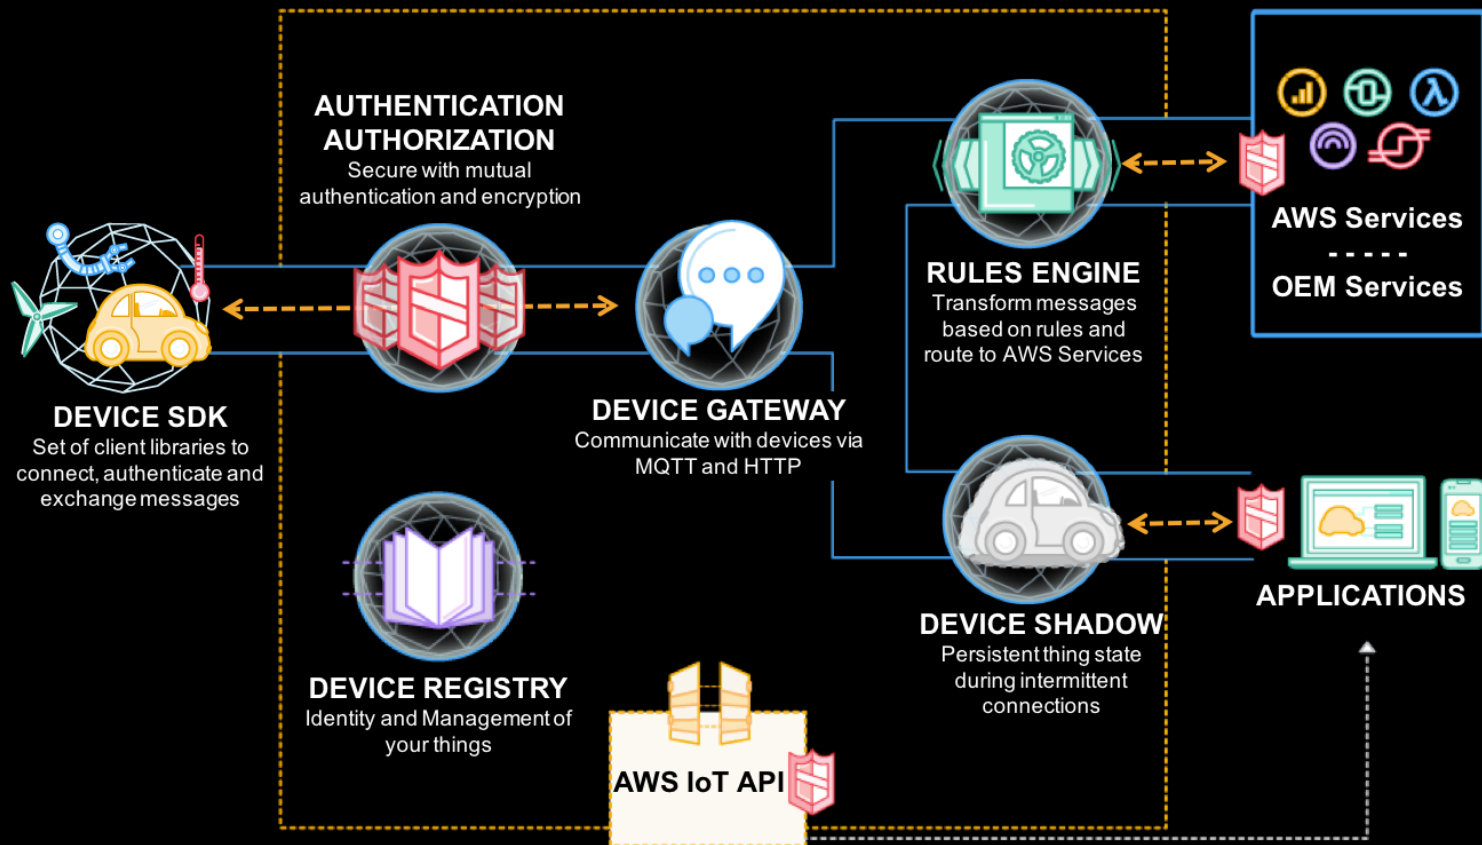 AUTHENTICATION
AUTHORIZATION
Secure with mutual
authentication and encryption
DEVICE SDK
Set of client libraries to
connect, authenticate and
exchange messages
DEVICE GATEWAY
Communicate with devices via
MQTT and HTTP
RULES ENGINE
Transform messages
based on rules and
route to AWS Services
AWS Services
- - - - -
OEM Services
DEVICE REGISTRY
Identity and Management of
your things
AWS IoT API
DEVICE SHADOW
Persistent thing state
during intermittent
connections
APPLICATIONS